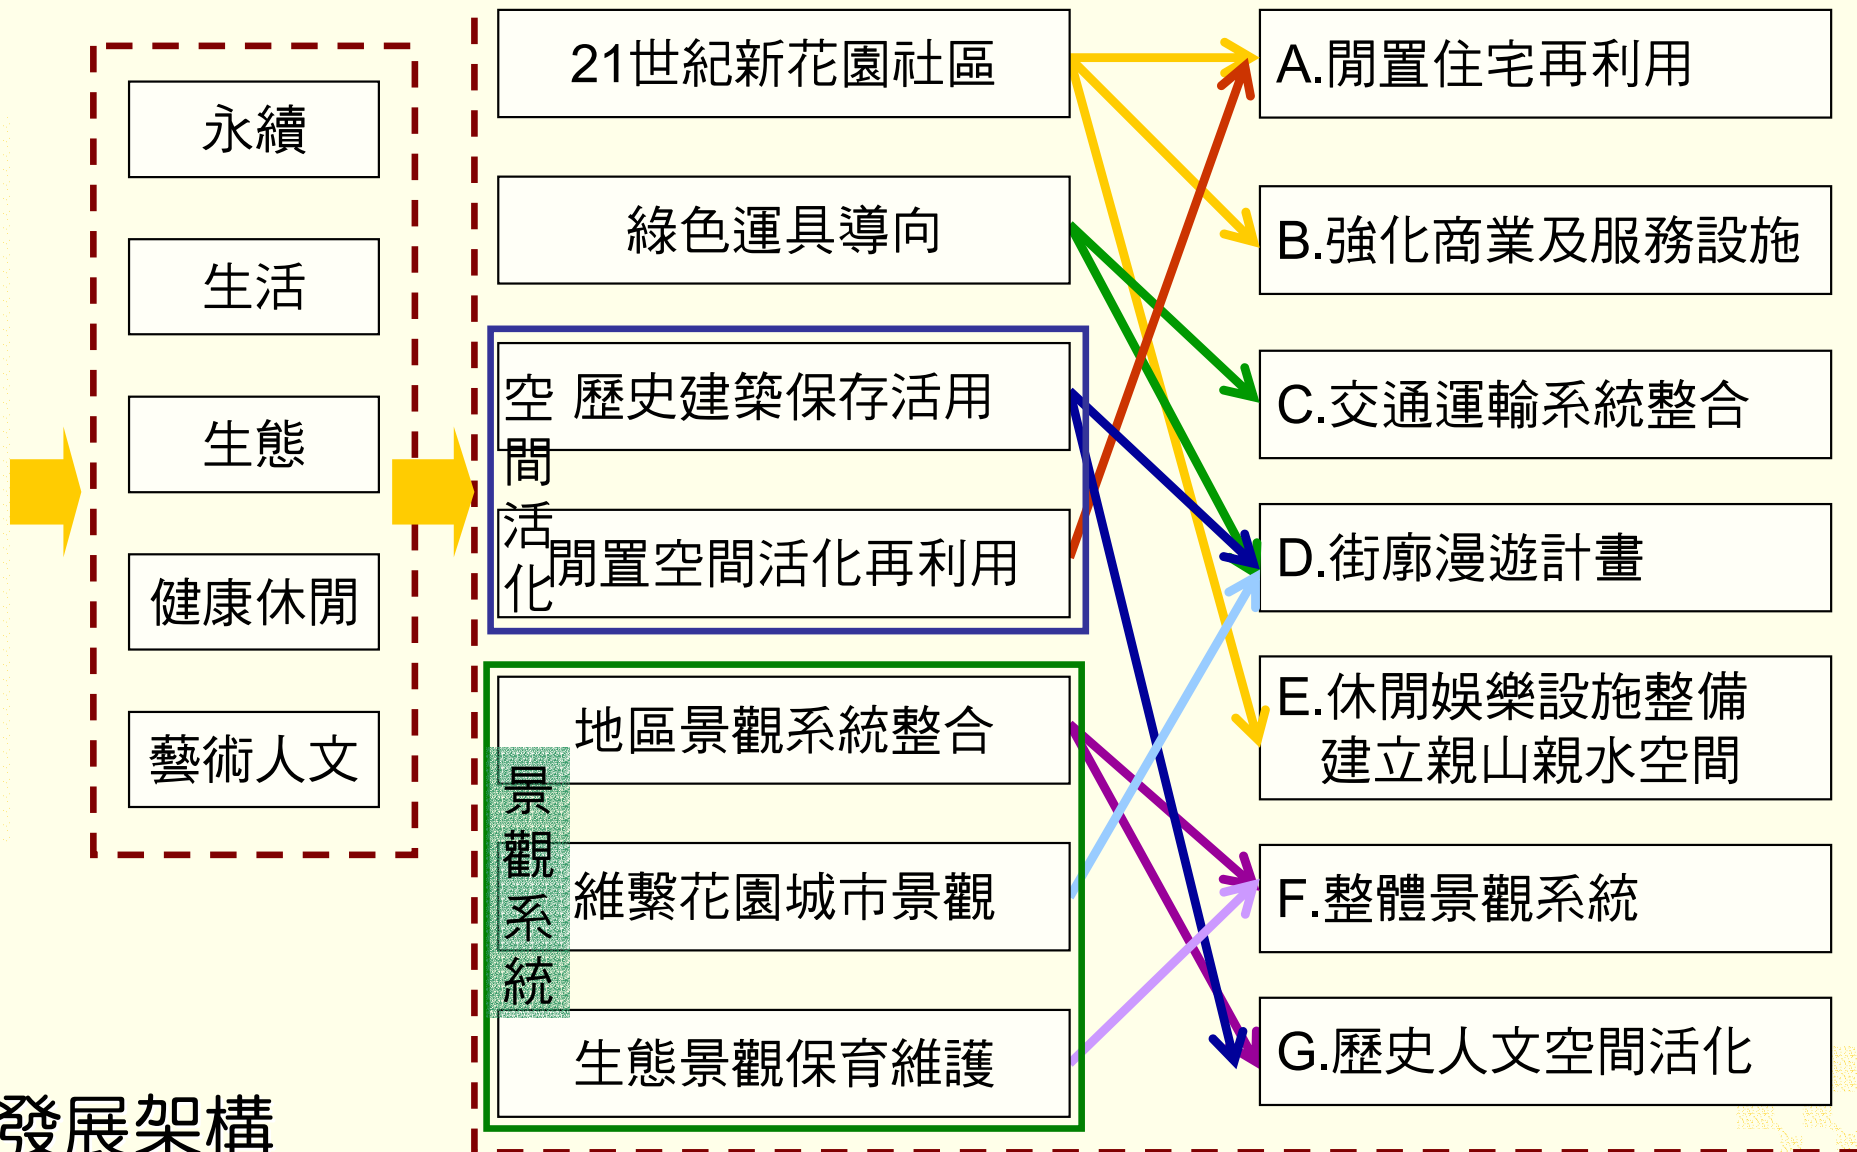 永續
生活
生態
健康休閒
藝術人文
21世紀新花園社區
綠色運具導向
空間活化
歷史建築保存活用
閒置空間活化再利用
景觀系統
地區景觀系統整合
維繫花園城市景觀
生態景觀保育維護
A.閒置住宅再利用
B.強化商業及服務設施
C.交通運輸系統整合
D.街廓漫遊計畫
E.休閒娛樂設施整備
建立親山親水空間
F.整體景觀系統
G.歷史人文空間活化
發展架構